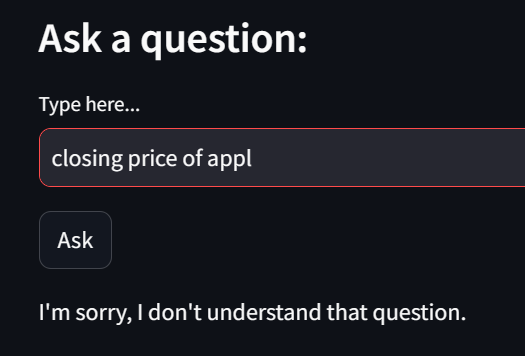 Ask a question:
Type here...
closing price of appl
Ask
I'm sorry, I don't understand that question.